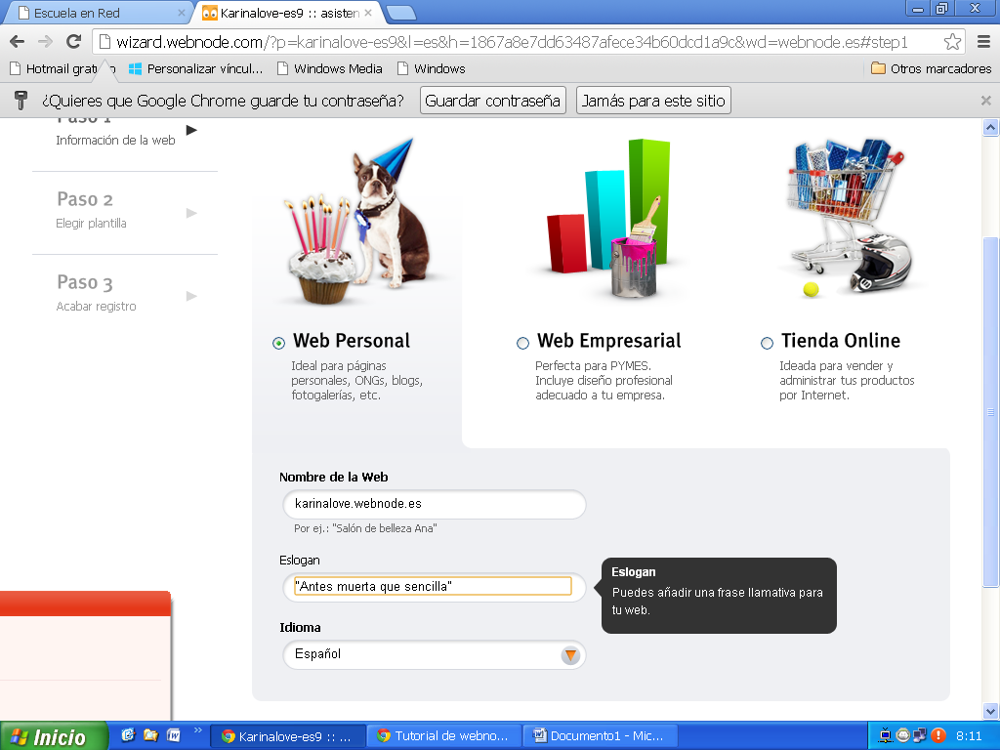 Escuela en Red
Karinalove-es9 :: asisten
wizard.webnode.com/?p=karinalove-es9&l=es&h=1867a8e7dd63487afece34b60dcd1a9c&wd=webnode.es#step1
Hotmail gratuito
Personalizar víncul...
Windows Media
Windows
Otros marcadores
¿Quieres que Google Chrome guarde tu contraseña?
Guardar contraseña
Jamás para este sitio
Paso 1
Información de la web
Paso 2
Elegir plantilla
Paso 3
Acabar registro
Web Personal
Ideal para páginas
personales, ONGs, blogs,
fotogalerías, etc.
Web Empresarial
Perfecta para PYMES.
Incluye diseño profesional
adecuado a tu empresa.
Tienda Online
Ideada para vender y
administrar tus productos
por Internet.
Nombre de la Web
karinalove.webnode.es
Por ej.: "Salón de belleza Ana"
Eslogan
"Antes muerta que sencilla"
Eslogan
Puedes añadir una frase llamativa para
tu web.
Idioma
Español
Inicio
Karinalove-es9 :: ...
Tutorial de webno...
Documento1 - Mic...
8:11